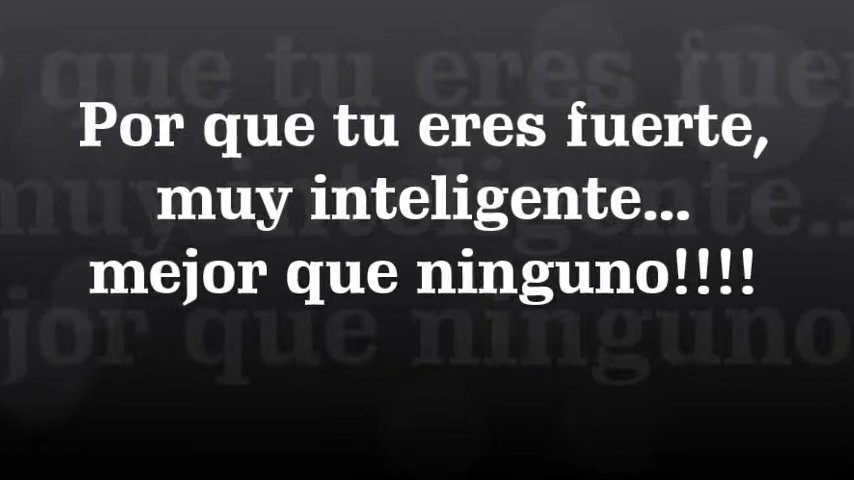 Por que tu eres fuerte,
muy inteligente...
mejor que ninguno!!!!